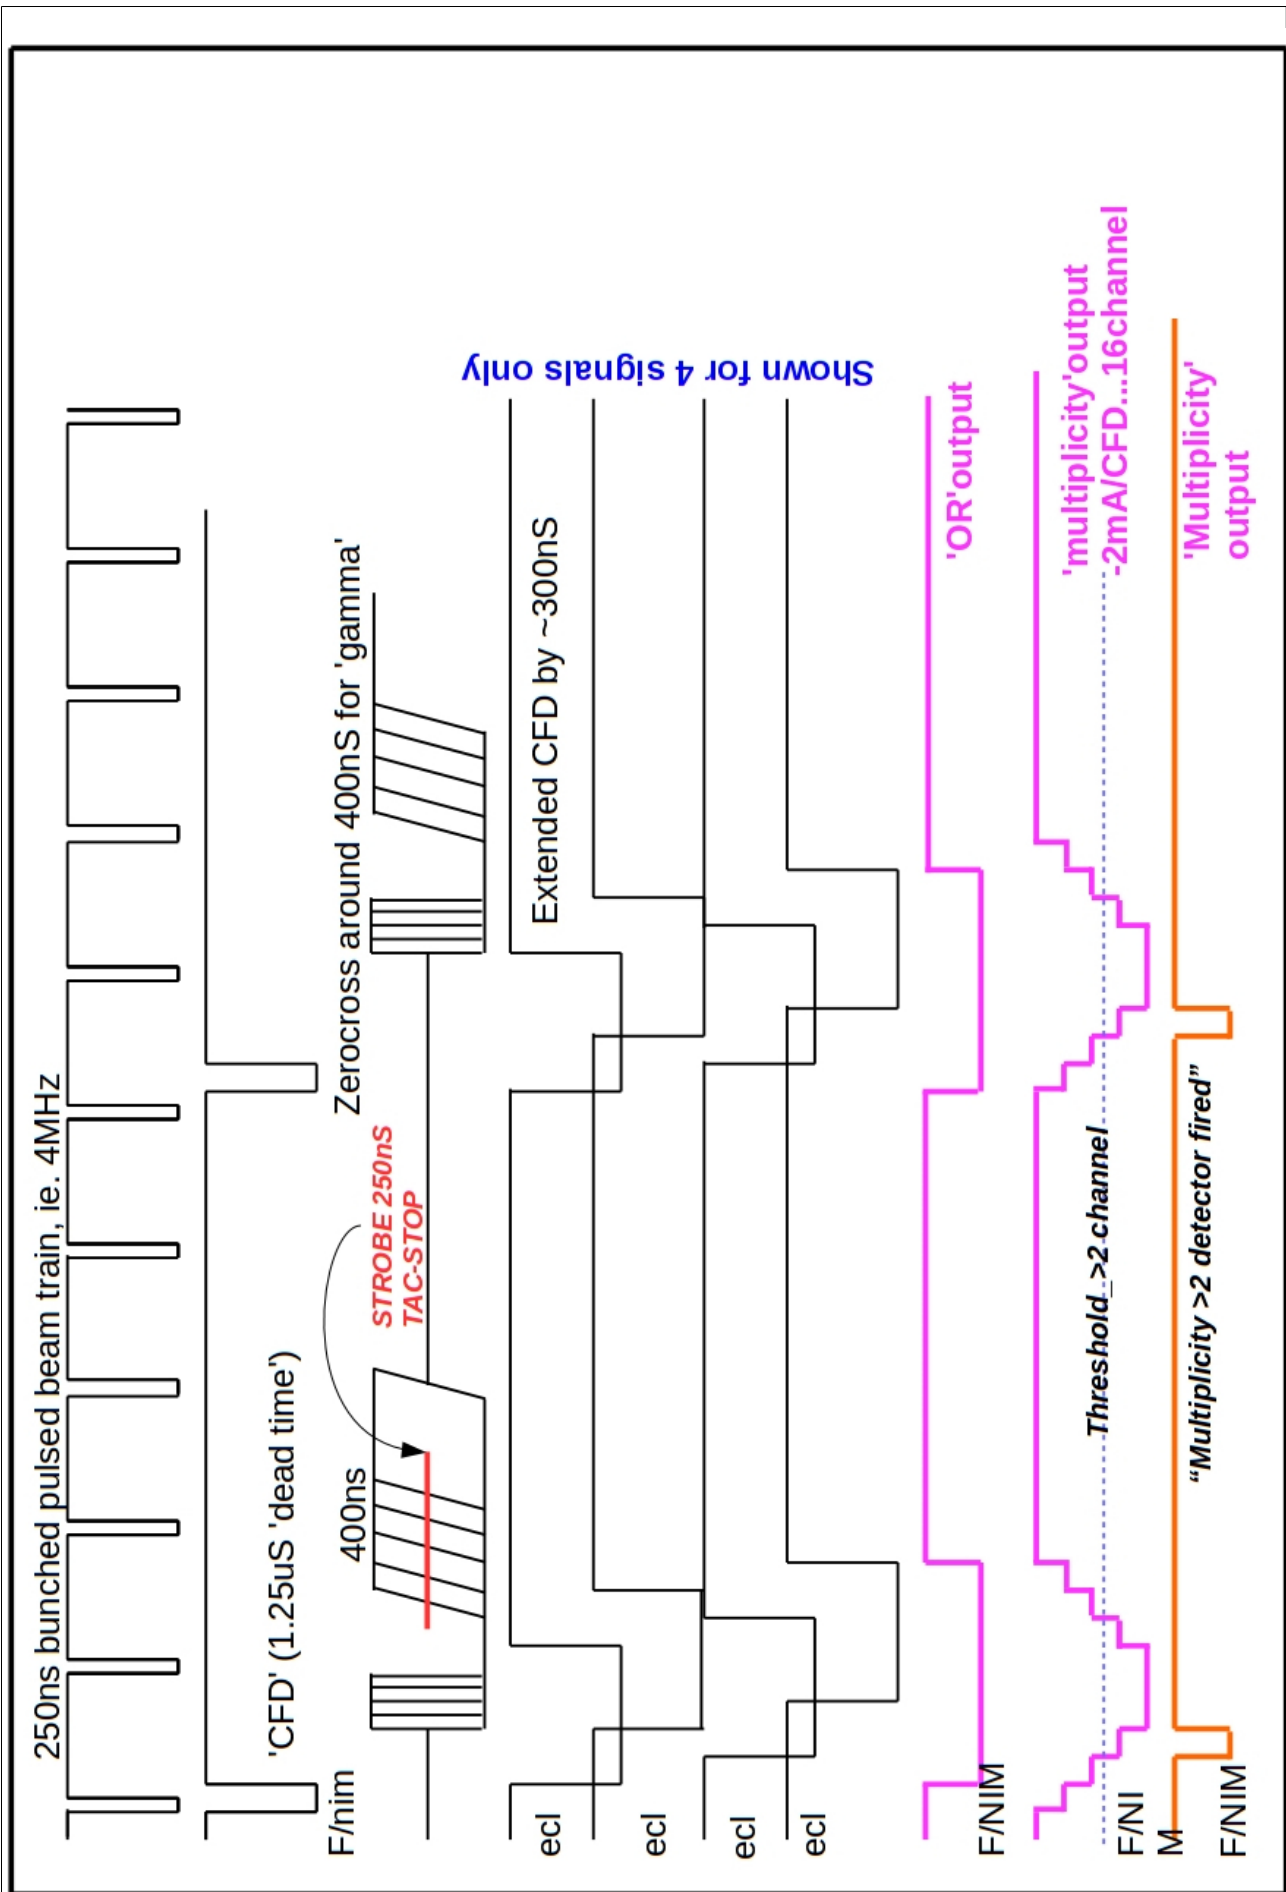 250ns bunched pulsed beam train, ie. 4MHz
F/nim
'CFD' (1.25uS 'dead time')
400ns
STROBE 250nS
TAC-STOP
Zerocross around 400nS for 'gamma'
ecl
Extended CFD by ~300nS
ecl
ecl
ecl
Shown for 4 signals only
F/NIM
'OR'output
F/NI
M
Threshold_>2 channel
'multiplicity'output
-2mA/CFD...16channel
F/NIM
“Multiplicity >2 detector fired”
'Multiplicity'
output